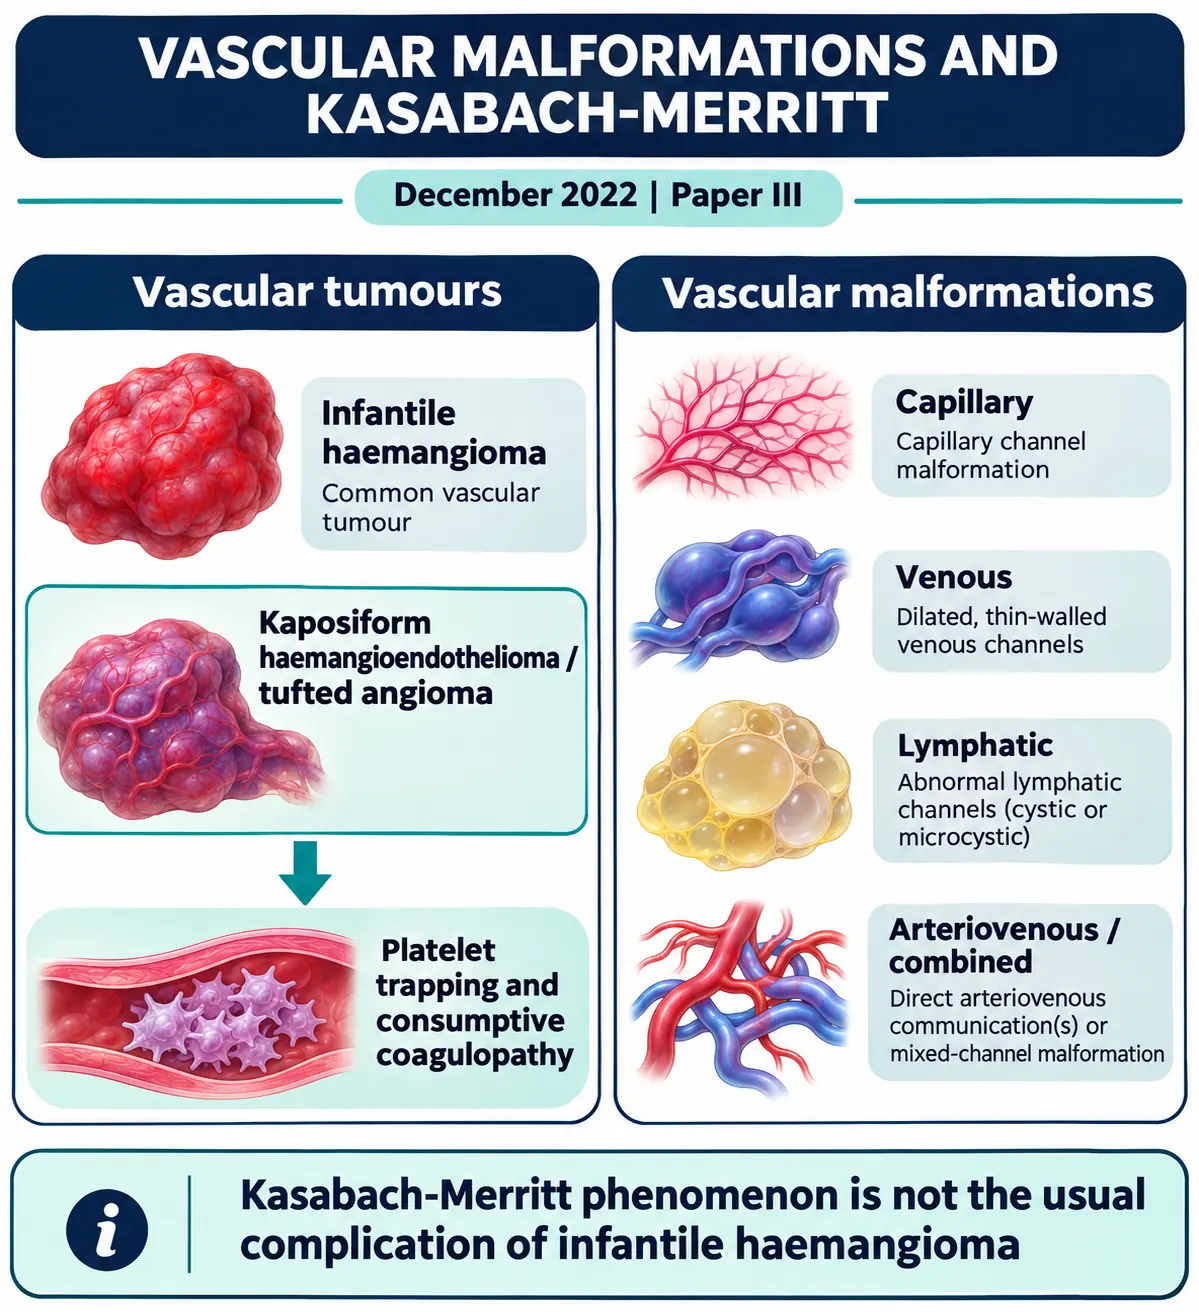 VASCULAR MALFORMATIONS AND
KASABACH-MERRITT
December 2022 | Paper III
Vascular tumours
Infantile
haemangioma
Common vascular
tumour
Kaposiform
haemangioendothelioma /
tufted angioma
Platelet
trapping and
consumptive
coagulopathy
Vascular malformations
Capillary
Capillary channel
malformation
Venous
Dilated, thin-walled
venous channels
Lymphatic
Abnormal lymphatic
channels (cystic or
microcystic)
Arteriovenous /
combined
Direct arteriovenous
communication(s) or
mixed-channel malformation
i
Kasabach-Merritt phenomenon is not the usual
complication of infantile haemangioma